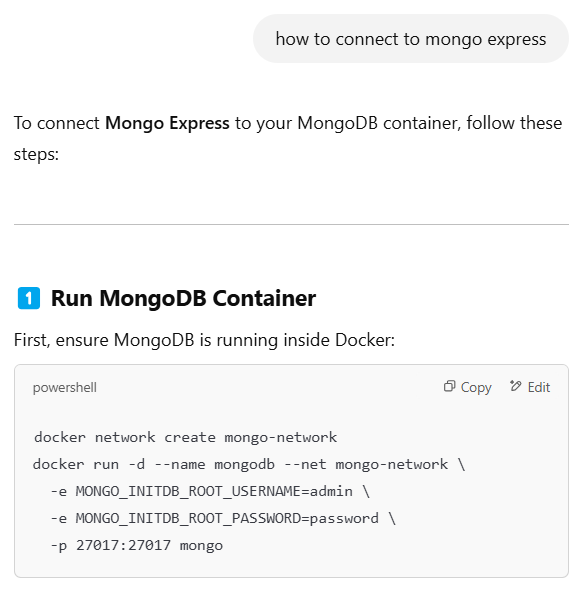 how to connect to mongo express
To connect Mongo Express to your MongoDB container, follow these
steps:
1 Run MongoDB Container
First, ensure MongoDB is running inside Docker:
powershell Copy Edit
docker network create mongo-network
docker run -d --name mongodb --net mongo-network \
-e MONGO_INITDB_ROOT_USERNAME=admin \
-e MONGO_INITDB_ROOT_PASSWORD=password \
-p 27017:27017 mongo